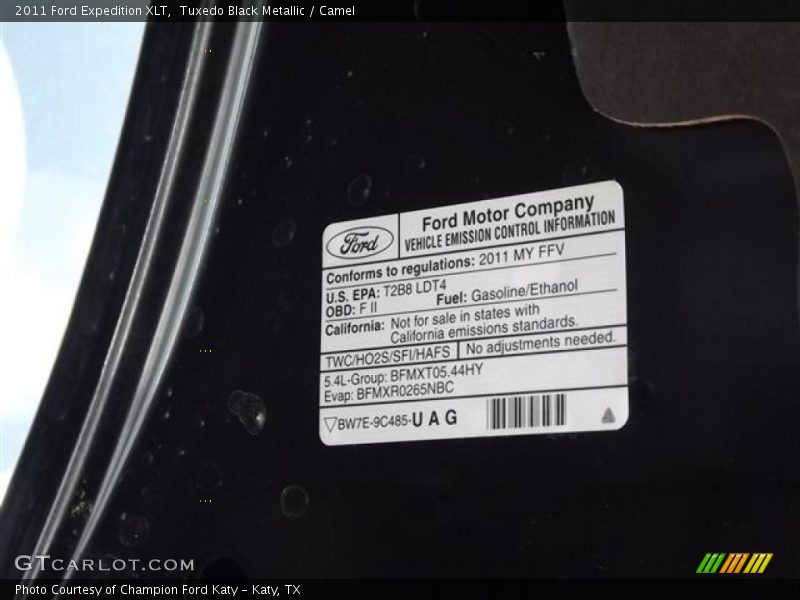 2011 Ford Expedition XLT, Tuxedo Black Metallic / Camel
Ford
Ford Motor Company
VEHICLE EMISSION CONTROL INFORMATION
Conforms to regulations: 2011 MY FFV
U.S. EPA: T2B8 LDT4
OBD: F II Fuel: Gasoline/Ethanol
California: Not for sale in states with
California emissions standards.
TWC/HO2S/SFI/HAFS No adjustments needed.
5.4L-Group: BFMXT05.44HY
Evap: BFMXR0265NBC
BW7E-9C485-UAG
GTCARLOT.COM
Photo Courtesy of Champion Ford Katy - Katy, TX